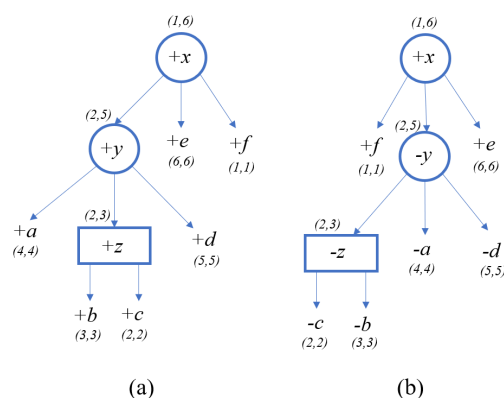 (1,6)
+x
(2,5)
+y
+e
(6,6)
+f
(1,1)
+a
(4,4)
(2,3)
+z
+d
(5,5)
+b
(3,3)
+c
(2,2)
(a)
(1,6)
+x
+f
(1,1)
(2,5)
-y
+e
(6,6)
(2,3)
-z
-a
(4,4)
-d
(5,5)
-c
(2,2)
-b
(3,3)
(b)